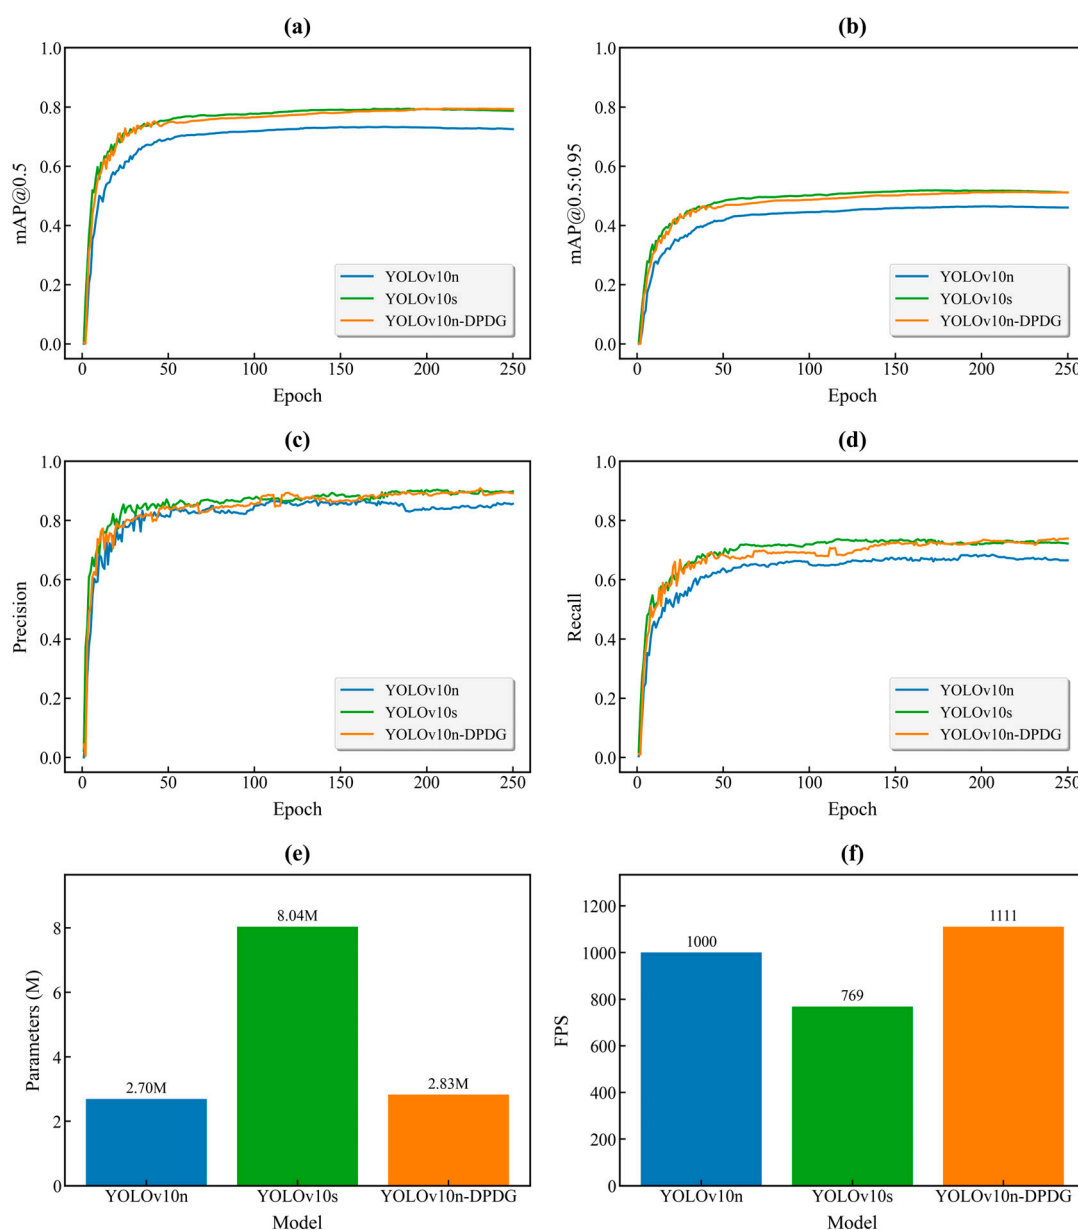 (a)
1.0
0.8
0.6
0.4
0.2
0.0
mAP@0.5
YOLOv10n
YOLOv10s
YOLOv10n-DPDG
0 50 100 150 200 250
Epoch
(b)
1.0
0.8
0.6
0.4
0.2
0.0
mAP@0.5:0.95
YOLOv10n
YOLOv10s
YOLOv10n-DPDG
0 50 100 150 200 250
Epoch
(c)
1.0
0.8
0.6
0.4
0.2
0.0
Precision
YOLOv10n
YOLOv10s
YOLOv10n-DPDG
0 50 100 150 200 250
Epoch
(d)
1.0
0.8
0.6
0.4
0.2
0.0
Recall
YOLOv10n
YOLOv10s
YOLOv10n-DPDG
0 50 100 150 200 250
Epoch
(e)
8
6
4
2
0
Parameters (M)
2.70M
8.04M
2.83M
YOLOv10n YOLOv10s YOLOv10n-DPDG
Model
(f)
1200
1000
800
600
400
200
0
FPS
1000
769
1111
YOLOv10n YOLOv10s YOLOv10n-DPDG
Model